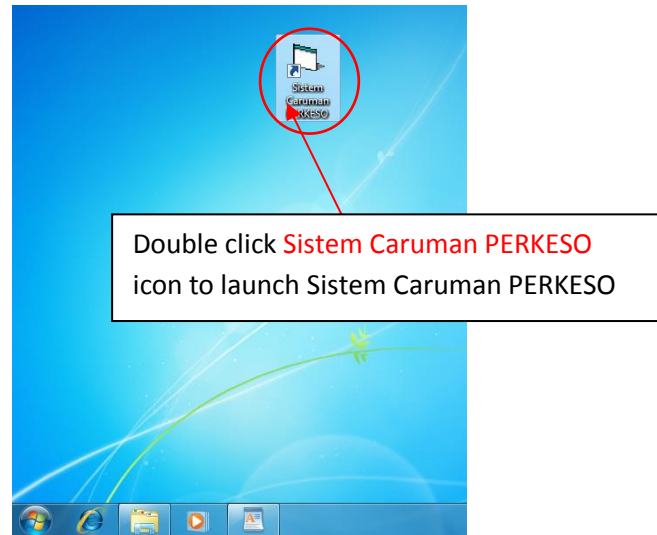 Sistem
Caruman
PERKESO
Double click Sistem Caruman PERKESO
icon to launch Sistem Caruman PERKESO